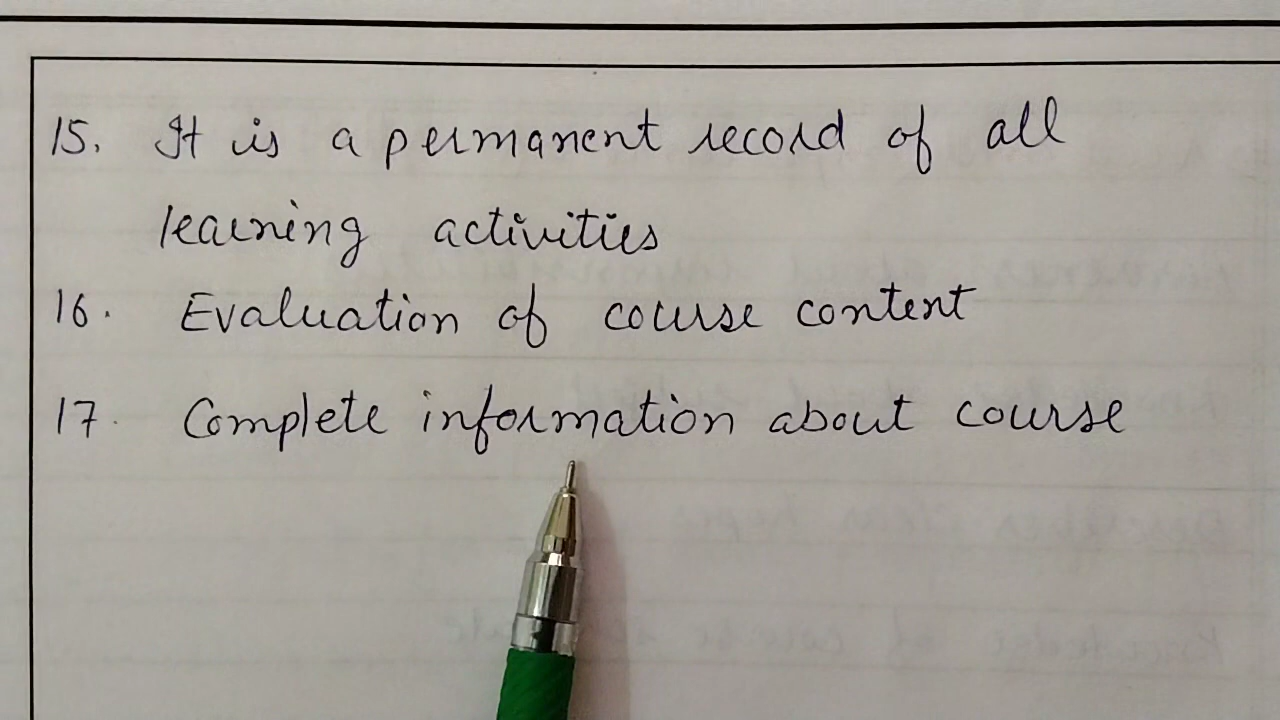 15. It is a permanent record of all
learning activities
16. Evaluation of course content
17. Complete information about course